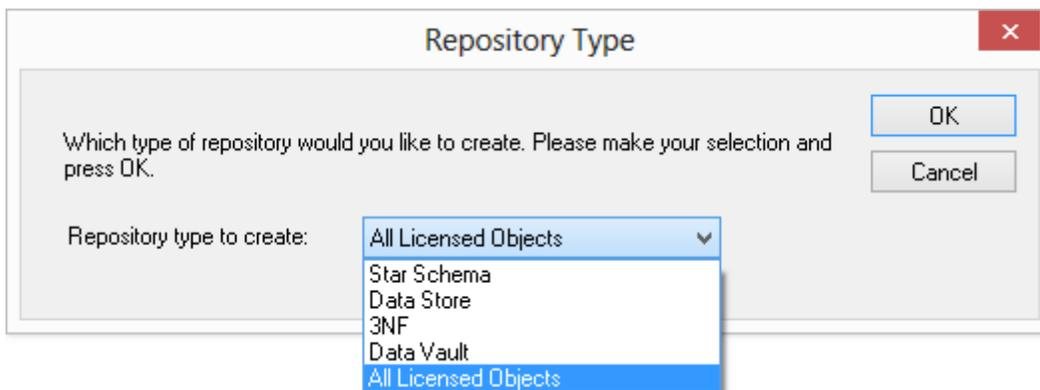 Repository Type
Which type of repository would you like to create. Please make your selection and
press OK.
OK
Cancel
Repository type to create:
All Licensed Objects
Star Schema
Data Store
3NF
Data Vault
All Licensed Objects